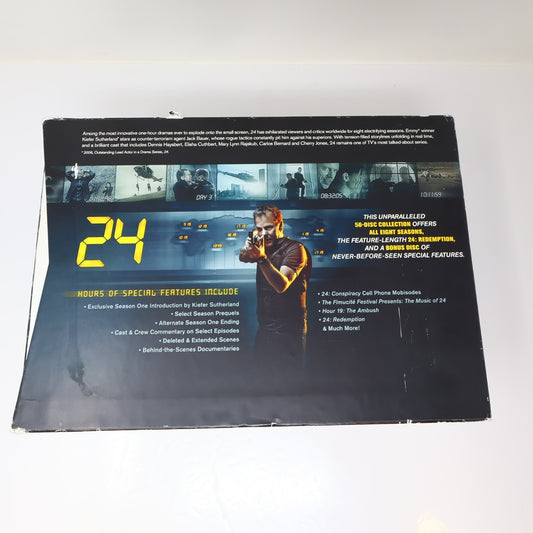 Among the most innovative one-hour dramas ever to explode onto the small screen, 24 has exhilarated viewers and critics worldwide for eight electrifying seasons. Emmy* winner
Kiefer Sutherland* stars as counter-terrorism agent Jack Bauer, whose rogue tactics constantly pit him against his superiors. With tension-filled storylines unfolding in real time,
and a brilliant cast that includes Dennis Haysbert, Elisha Cuthbert, Mary Lynn Rajskub, Carlos Bernard and Cherry Jones, 24 remains one of TV's most talked-about series.
* 2006, Outstanding Lead Actor in a Drama Series, 24
DAY 3
08:32:05
10:11:59
24
THIS UNPARALLELED
56-DISC COLLECTION OFFERS
ALL EIGHT SEASONS,
THE FEATURE-LENGTH 24: REDEMPTION,
AND A BONUS DISC OF
NEVER-BEFORE-SEEN SPECIAL FEATURES.
HOURS OF SPECIAL FEATURES INCLUDE
• Exclusive Season One Introduction by Kiefer Sutherland
• Select Season Prequels
• Alternate Season One Ending
• Cast & Crew Commentary on Select Episodes
• Deleted & Extended Scenes
• Behind-the-Scenes Documentaries
• 24: Conspiracy Cell Phone Mobisodes
• The Fimucité Festival Presents: The Music of 24
• Hour 19: The Ambush
• 24: Redemption
& Much More!